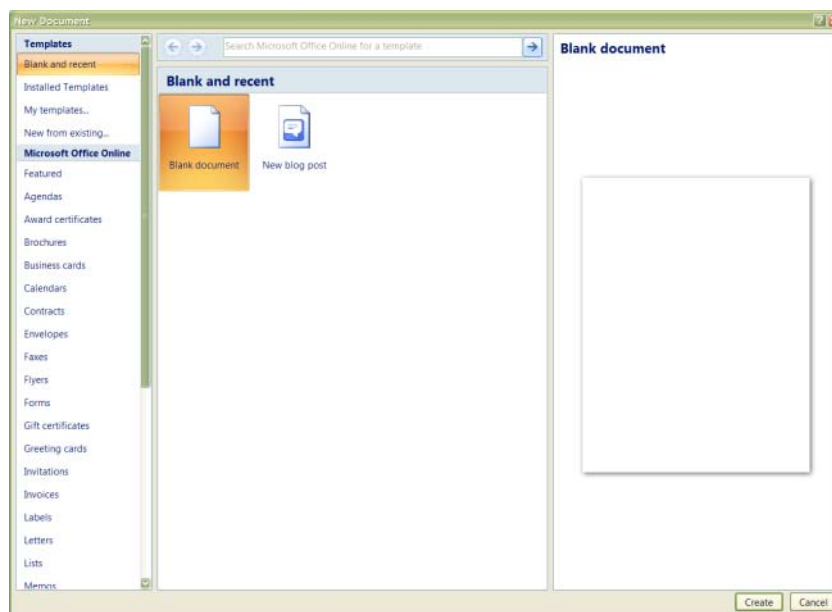 New Document
Templates
Blank and recent
Installed Templates
My templates...
New from existing...
Microsoft Office Online
Featured
Agendas
Award certificates
Brochures
Business cards
Calendars
Contracts
Envelopes
Faxes
Flyers
Forms
Gift certificates
Greeting cards
Invitations
Invoices
Labels
Letters
Lists
Memos
Search Microsoft Office Online for a template
Blank and recent
Blank document
New blog post
Blank document
Create
Cancel